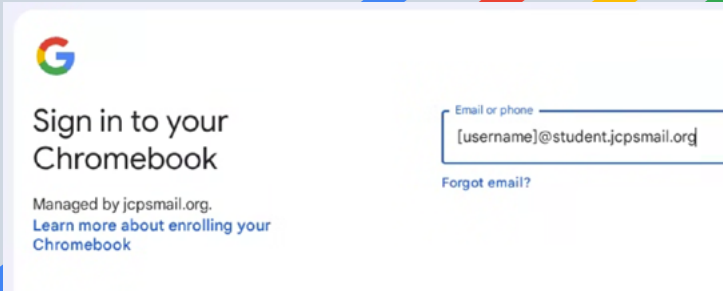 Sign in to your
Chromebook
Managed by jcpsmail.org.
Learn more about enrolling your
Chromebook
Email or phone
[username]@student.jcpsmail.org
Forgot email?